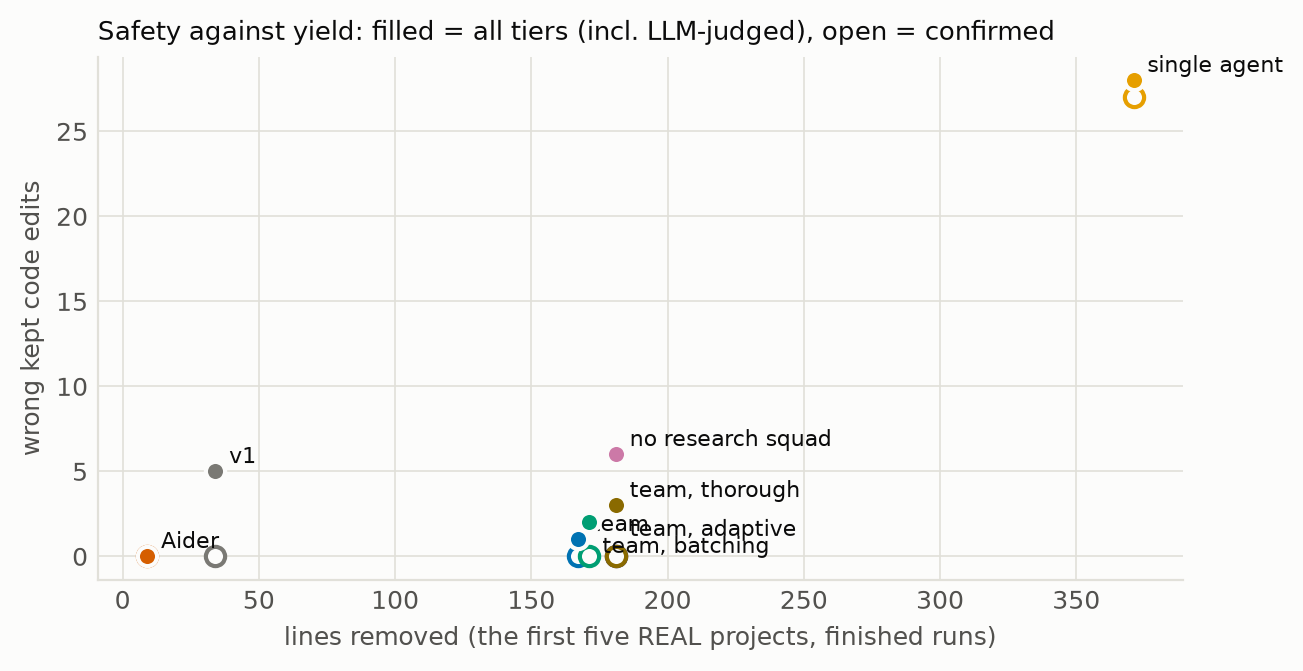 Safety against yield: filled = all tiers (incl. LLM-judged), open = confirmed
single agent
25
20
15
10
5
0
wrong kept code edits
no research squad
v1
team, thorough
team, adaptive
Aider
team, batching
0 50 100 150 200 250 300 350
lines removed (the first five REAL projects, finished runs)